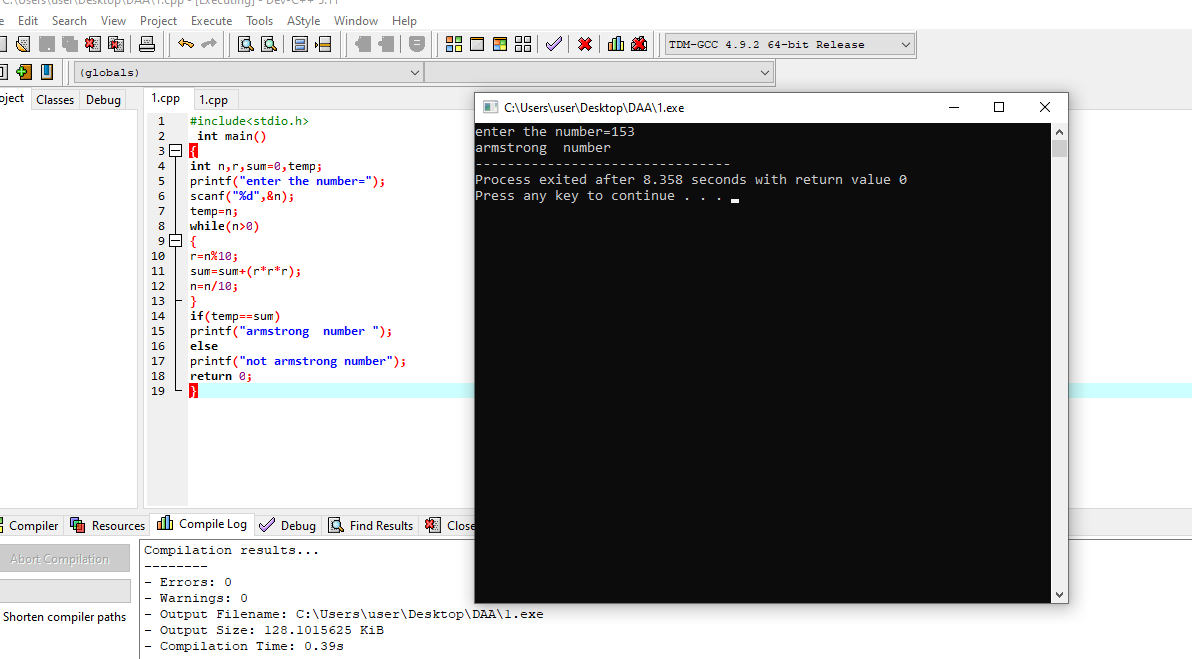 C:\Users\user\Desktop\DAA\1.cpp - [Executing] - Dev-C++ 5.11
Edit Search View Project Execute Tools AStyle Window Help
TDM-GCC 4.9.2 64-bit Release
(globals)
oject Classes Debug
1.cpp 1.cpp
1 #include<stdio.h>
2 int main()
3 {
4 int n,r,sum=0,temp;
5 printf("enter the number=");
6 scanf("%d",&n);
7 temp=n;
8 while(n>0)
9 {
10 r=n%10;
11 sum=sum+(r*r*r);
12 n=n/10;
13 }
14 if(temp==sum)
15 printf("armstrong  number ");
16 else
17 printf("not armstrong number");
18 return 0;
19 }
C:\Users\user\Desktop\DAA\1.exe
enter the number=153
armstrong  number
--------------------------------
Process exited after 8.358 seconds with return value 0
Press any key to continue . . .
Compiler Resources Compile Log Debug Find Results Close
Abort Compilation
Shorten compiler paths
Compilation results...
--------
- Errors: 0
- Warnings: 0
- Output Filename: C:\Users\user\Desktop\DAA\1.exe
- Output Size: 128.1015625 KiB
- Compilation Time: 0.39s